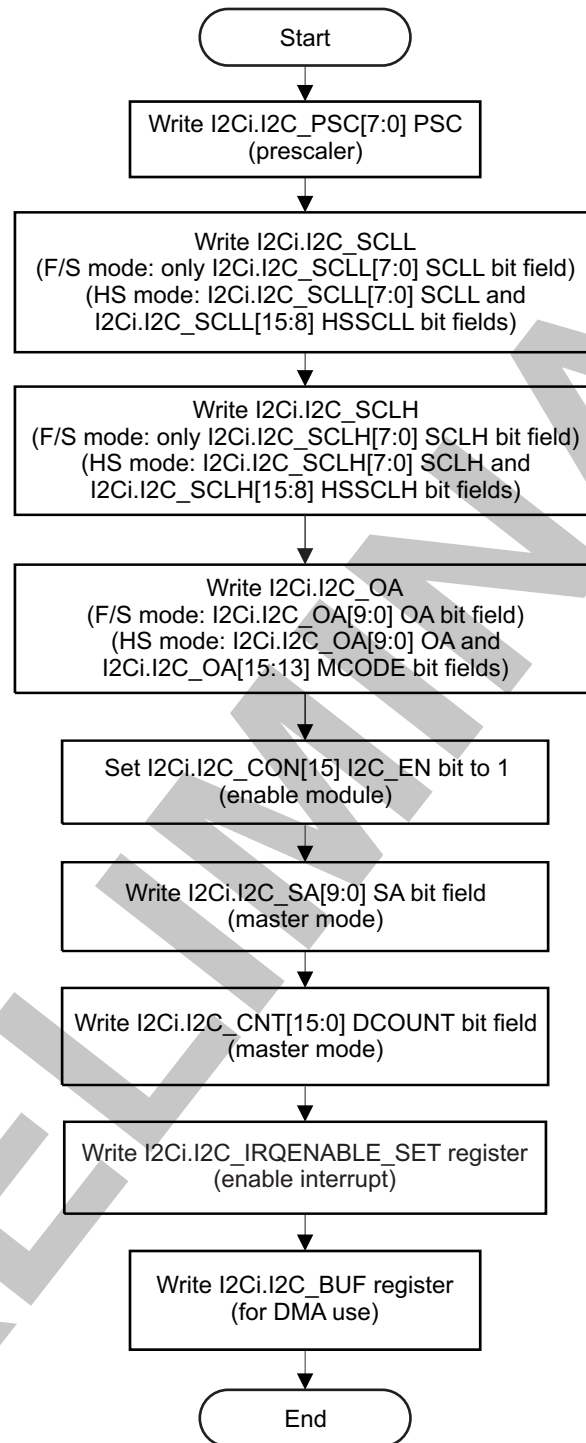 Start
Write I2Ci.I2C_PSC[7:0] PSC
(prescaler)
Write I2Ci.I2C_SCLL
(F/S mode: only I2Ci.I2C_SCLL[7:0] SCLL bit field)
(HS mode: I2Ci.I2C_SCLL[7:0] SCLL and
I2Ci.I2C_SCLL[15:8] HSSCLL bit fields)
Write I2Ci.I2C_SCLH
(F/S mode: only I2Ci.I2C_SCLH[7:0] SCLH bit field)
(HS mode: I2Ci.I2C_SCLH[7:0] SCLH and
I2Ci.I2C_SCLH[15:8] HSSCLH bit fields)
Write I2Ci.I2C_OA
(F/S mode: I2Ci.I2C_OA[9:0] OA bit field)
(HS mode: I2Ci.I2C_OA[9:0] OA and
I2Ci.I2C_OA[15:13] MCODE bit fields)
Set I2Ci.I2C_CON[15] I2C_EN bit to 1
(enable module)
Write I2Ci.I2C_SA[9:0] SA bit field
(master mode)
Write I2Ci.I2C_CNT[15:0] DCOUNT bit field
(master mode)
Write I2Ci.I2C_IRQENABLE_SET register
(enable interrupt)
Write I2Ci.I2C_BUF register
(for DMA use)
End